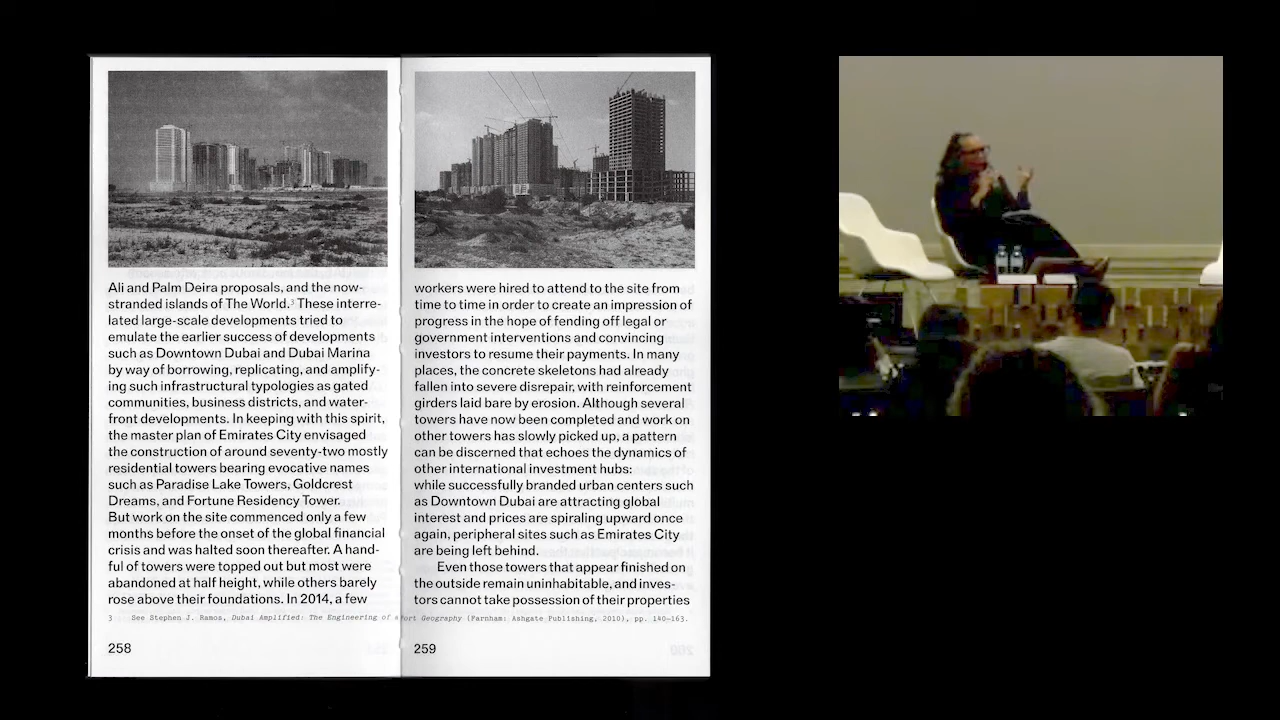 Ali and Palm Deira proposals, and the now-
stranded islands of The World.³ These interre-
lated large-scale developments tried to
emulate the earlier success of developments
such as Downtown Dubai and Dubai Marina
by way of borrowing, replicating, and amplify-
ing such infrastructural typologies as gated
communities, business districts, and water-
front developments. In keeping with this spirit,
the master plan of Emirates City envisaged
the construction of around seventy-two mostly
residential towers bearing evocative names
such as Paradise Lake Towers, Goldcrest
Dreams, and Fortune Residency Tower.
But work on the site commenced only a few
months before the onset of the global financial
crisis and was halted soon thereafter. A hand-
ful of towers were topped out but most were
abandoned at half height, while others barely
rose above their foundations. In 2014, a few
workers were hired to attend to the site from
time to time in order to create an impression of
progress in the hope of fending off legal or
government interventions and convincing
investors to resume their payments. In many
places, the concrete skeletons had already
fallen into severe disrepair, with reinforcement
girders laid bare by erosion. Although several
towers have now been completed and work on
other towers has slowly picked up, a pattern
can be discerned that echoes the dynamics of
other international investment hubs:
while successfully branded urban centers such
as Downtown Dubai are attracting global
interest and prices are spiraling upward once
again, peripheral sites such as Emirates City
are being left behind.
Even those towers that appear finished on
the outside remain uninhabitable, and inves-
tors cannot take possession of their properties
3 See Stephen J. Ramos, Dubai Amplified: The Engineering of a Port Geography (Farnham: Ashgate Publishing, 2010), pp. 140–163.
258
259